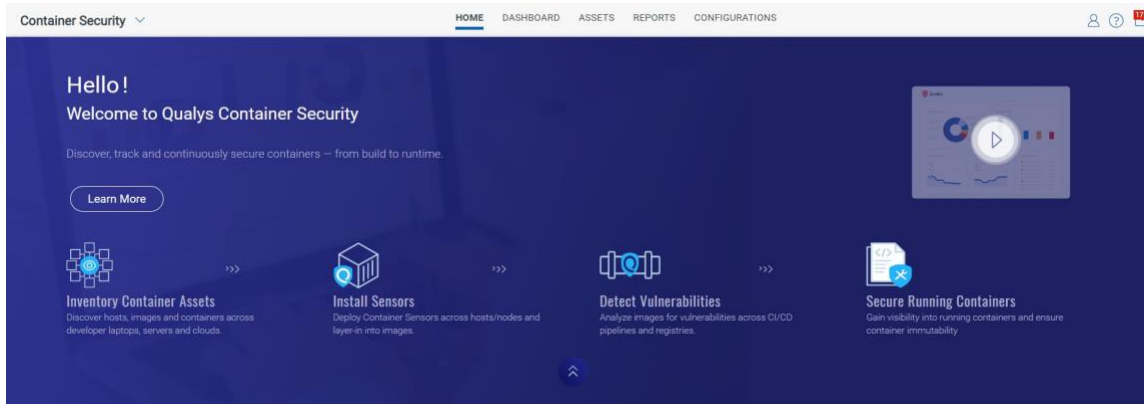 Container Security
HOME DASHBOARD ASSETS REPORTS CONFIGURATIONS
17
Hello!
Welcome to Qualys Container Security
Discover, track and continuously secure containers — from build to runtime.
Learn More
Qualys
Inventory Container Assets
Discover hosts, images and containers across
developer laptops, servers and clouds.
Install Sensors
Deploy Container Sensors across hosts/nodes and
layer-in into images.
Detect Vulnerabilities
Analyze images for vulnerabilities across CI/CD
pipelines and registries.
Secure Running Containers
Gain visibility into running containers and ensure
container immutability